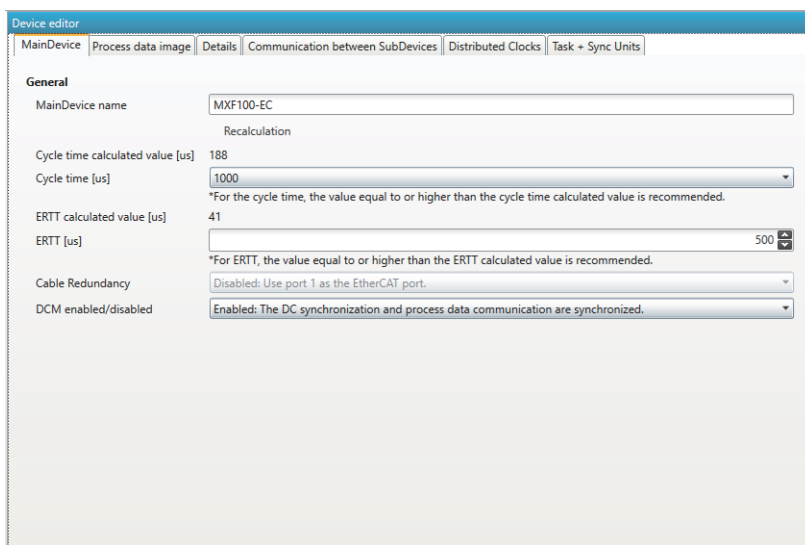 Device editor
MainDevice Process data image Details Communication between SubDevices Distributed Clocks Task + Sync Units
General
MainDevice name MXF100-EC
Recalculation
Cycle time calculated value [us] 188
Cycle time [us] 1000
*For the cycle time, the value equal to or higher than the cycle time calculated value is recommended.
ERTT calculated value [us] 41
ERTT [us] 500
*For ERTT, the value equal to or higher than the ERTT calculated value is recommended.
Cable Redundancy Disabled: Use port 1 as the EtherCAT port.
DCM enabled/disabled Enabled: The DC synchronization and process data communication are synchronized.